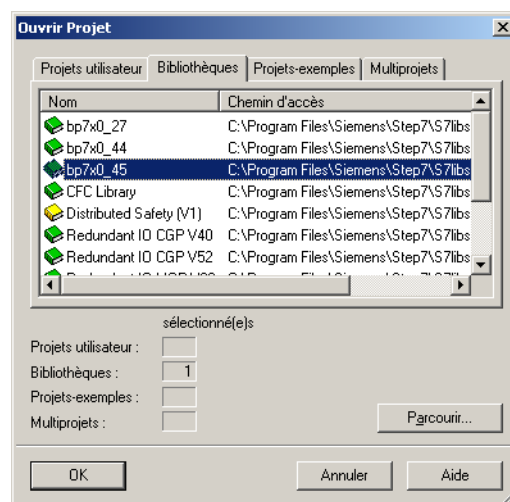 Ouvrir Projet
Projets utilisateur Bibliothèques Projets-exemples Multiprojets
Nom Chemin d'accès
bp7x0_27 C:\Program Files\Siemens\Step7\S7libs
bp7x0_44 C:\Program Files\Siemens\Step7\S7libs
bp7x0_45 C:\Program Files\Siemens\Step7\S7libs
CFC Library C:\Program Files\Siemens\Step7\S7libs
Distributed Safety (V1) C:\Program Files\Siemens\Step7\S7libs
Redundant IO CGP V40 C:\Program Files\Siemens\Step7\S7libs
Redundant IO CGP V52 C:\Program Files\Siemens\Step7\S7libs
sélectionné(e)s
Projets utilisateur :
Bibliothèques : 1
Projets-exemples :
Multiprojets :
Parcourir...
OK Annuler Aide